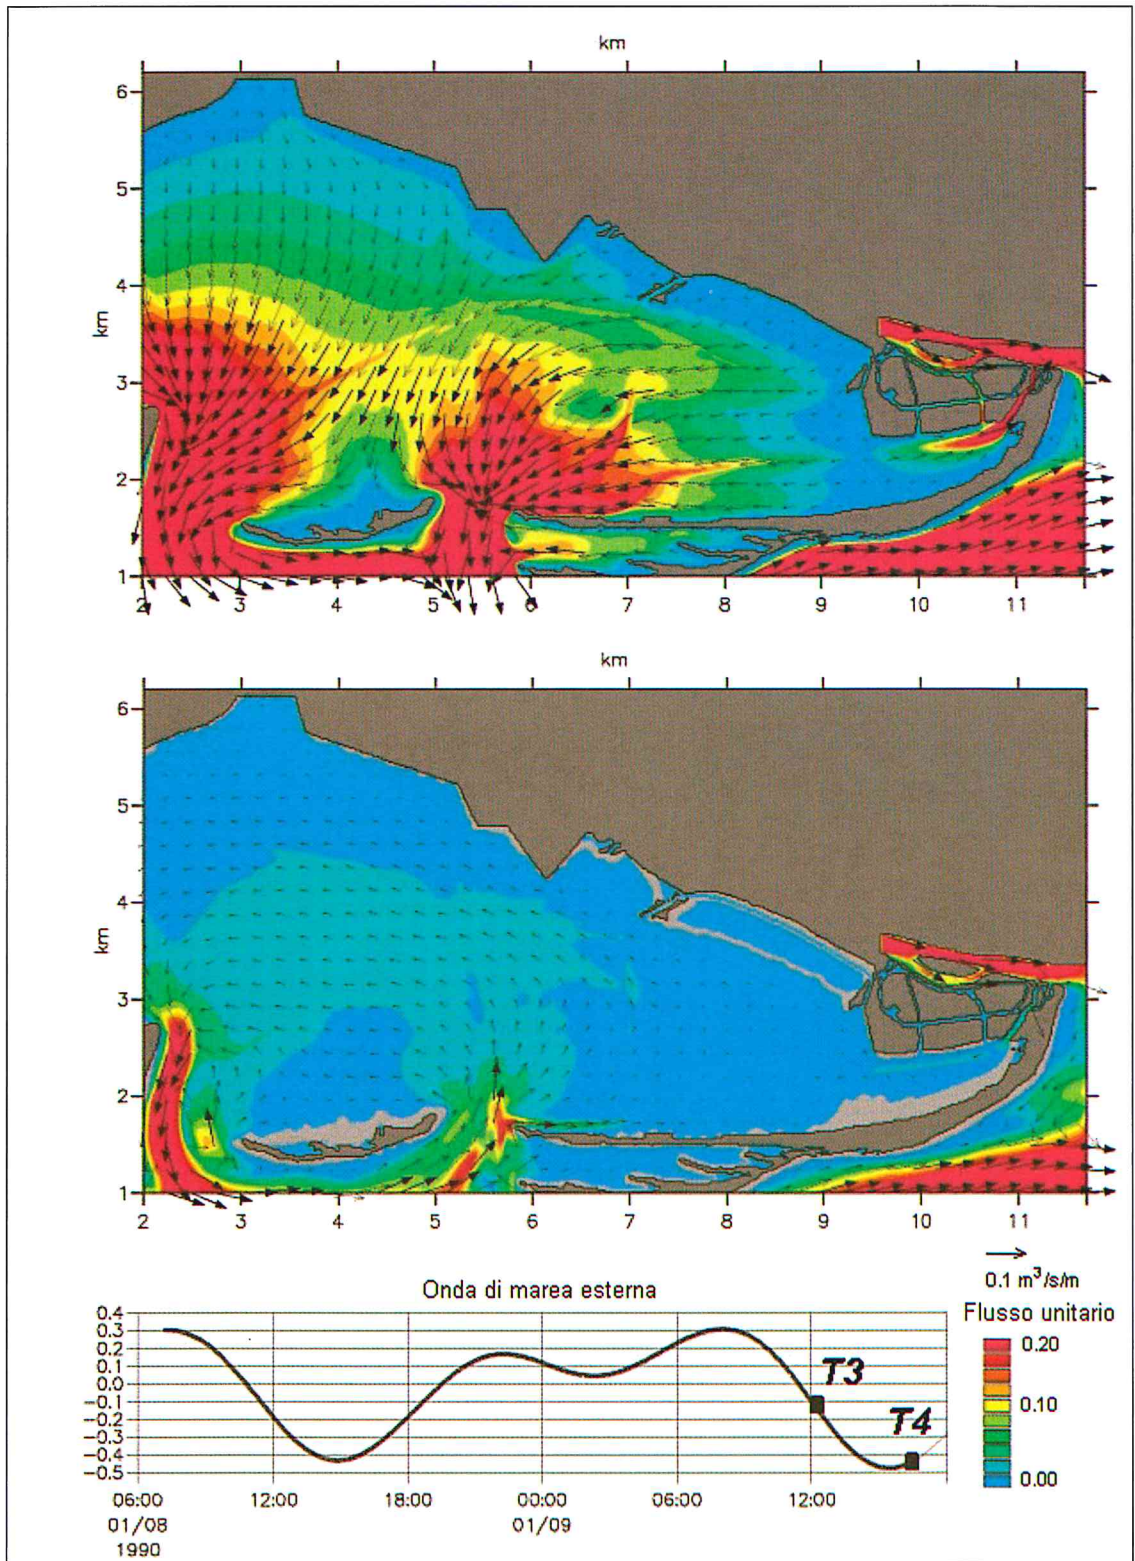 km
6
5
4
km
3
2
1
2 3 4 5 6 7 8 9 10 11
km
6
5
4
km
3
2
1
2 3 4 5 6 7 8 9 10 11
0.1 m³/s/m
Onda di marea esterna
Flusso unitario
0.4
0.3
0.2
0.1
0.0
-0.1
-0.2
-0.3
-0.4
-0.5
T3
T4
0.20
0.10
0.00
06:00 12:00 18:00 00:00 06:00 12:00
01/08 01/09
1990